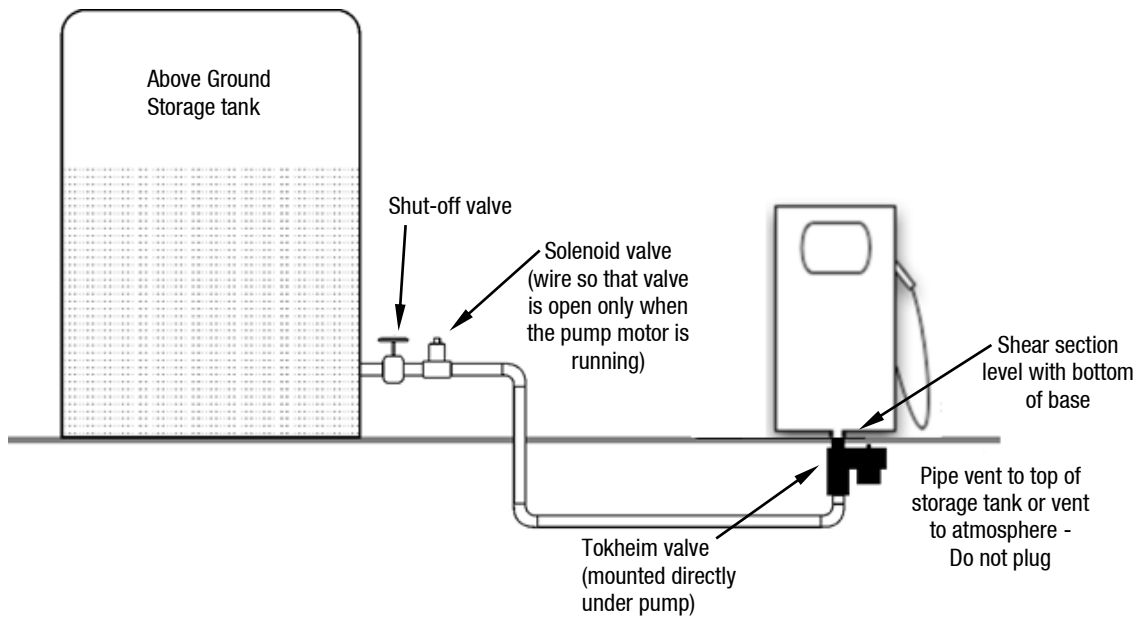 Above Ground
Storage tank
Shut-off valve
Solenoid valve
(wire so that valve
is open only when
the pump motor is
running)
Shear section
level with bottom
of base
Pipe vent to top of
storage tank or vent
to atmosphere -
Do not plug
Tokheim valve
(mounted directly
under pump)